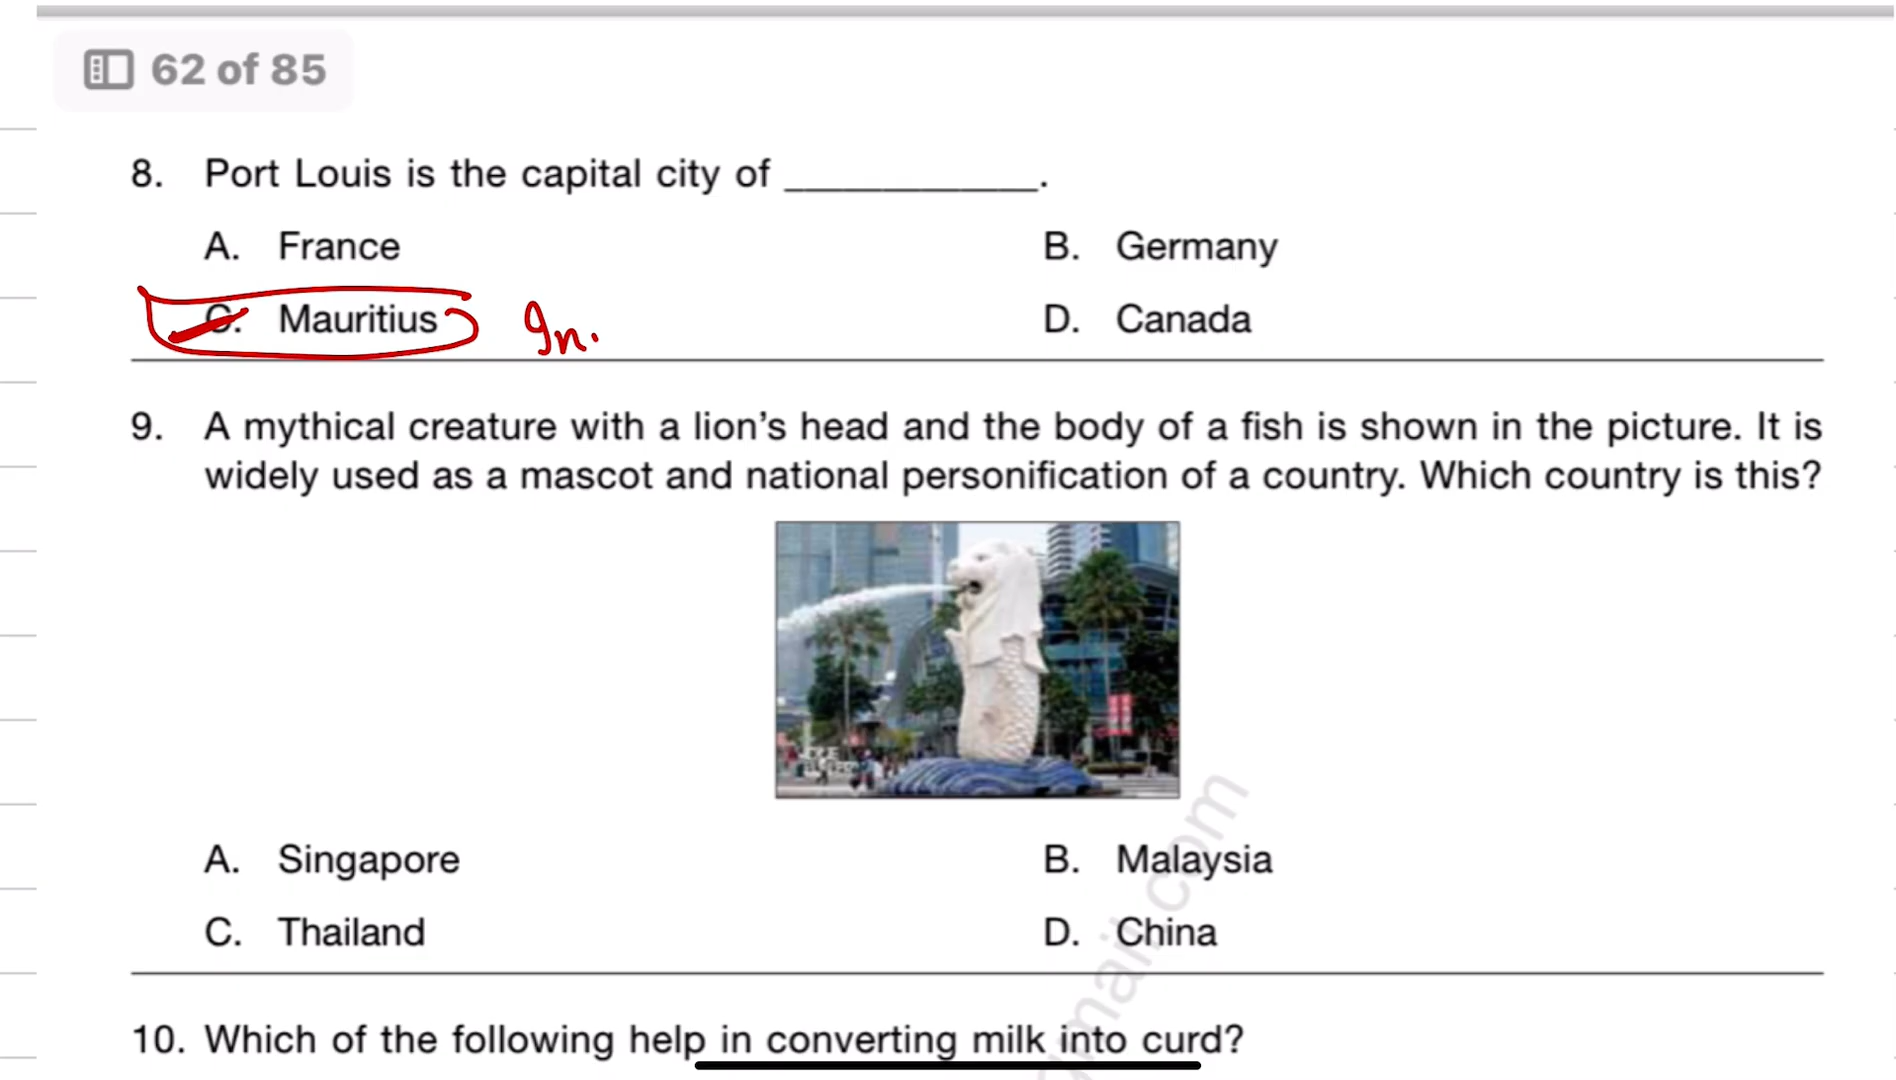 62 of 85
8. Port Louis is the capital city of ____________.
A. France
B. Germany
C. Mauritius In.
D. Canada
9. A mythical creature with a lion's head and the body of a fish is shown in the picture. It is
widely used as a mascot and national personification of a country. Which country is this?
A. Singapore
B. Malaysia
C. Thailand
D. China
mail.com
10. Which of the following help in converting milk into curd?